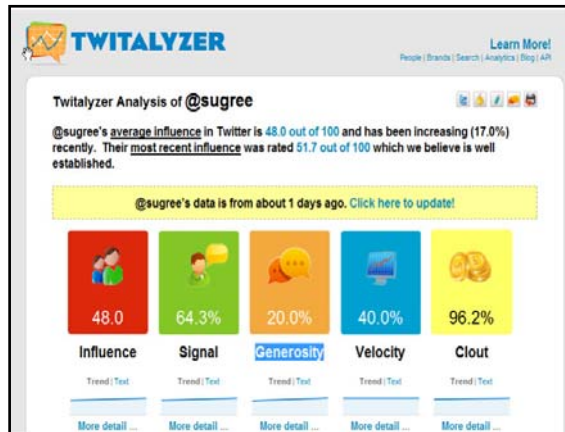 TWITALYZER
Learn More!
People | Brands | Search | Analytics | Blog | API
Twitalyzer Analysis of @sugree
@sugree's average influence in Twitter is 48.0 out of 100 and has been increasing (17.0%)
recently. Their most recent influence was rated 51.7 out of 100 which we believe is well
established.
@sugree's data is from about 1 days ago. Click here to update!
48.0 64.3% 20.0% 40.0% 96.2%
Influence Signal Generosity Velocity Clout
Trend | Text Trend | Text Trend | Text Trend | Text Trend | Text
More detail ... More detail ... More detail ... More detail ... More detail ...